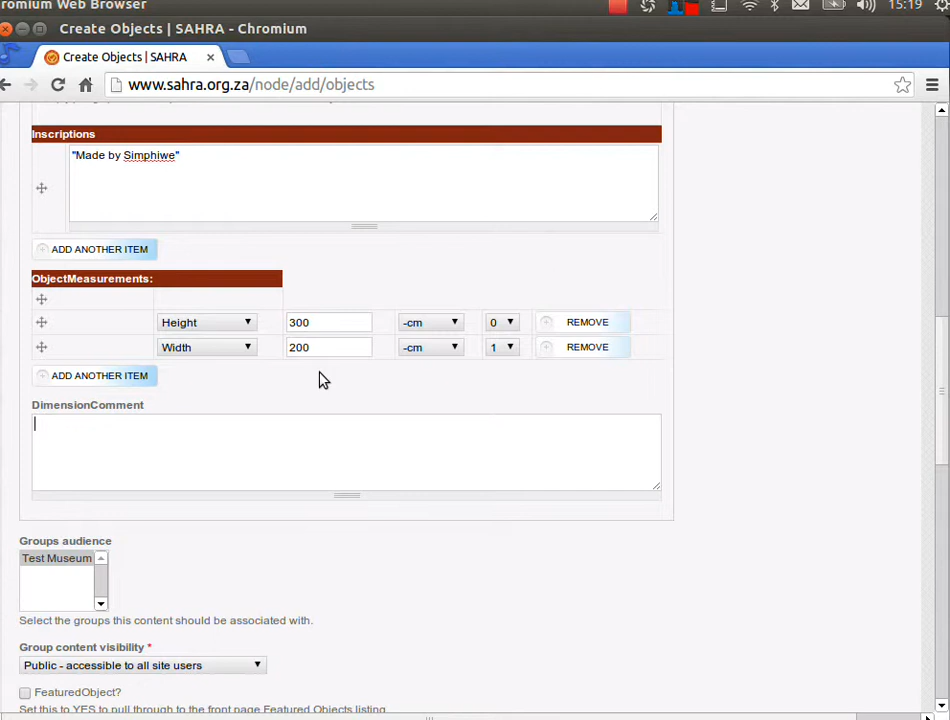 romium Web Browser
15:19
Create Objects | SAHRA - Chromium
Create Objects | SAHRA
www.sahra.org.za/node/add/objects
Inscriptions
"Made by Simphiwe"
ADD ANOTHER ITEM
ObjectMeasurements:
Height 300 -cm 0 REMOVE
Width 200 -cm 1 REMOVE
ADD ANOTHER ITEM
DimensionComment
Groups audience
Test Museum
Select the groups this content should be associated with.
Group content visibility *
Public - accessible to all site users
FeaturedObject?
Set this to YES to pull through to the front page Featured Objects listing.